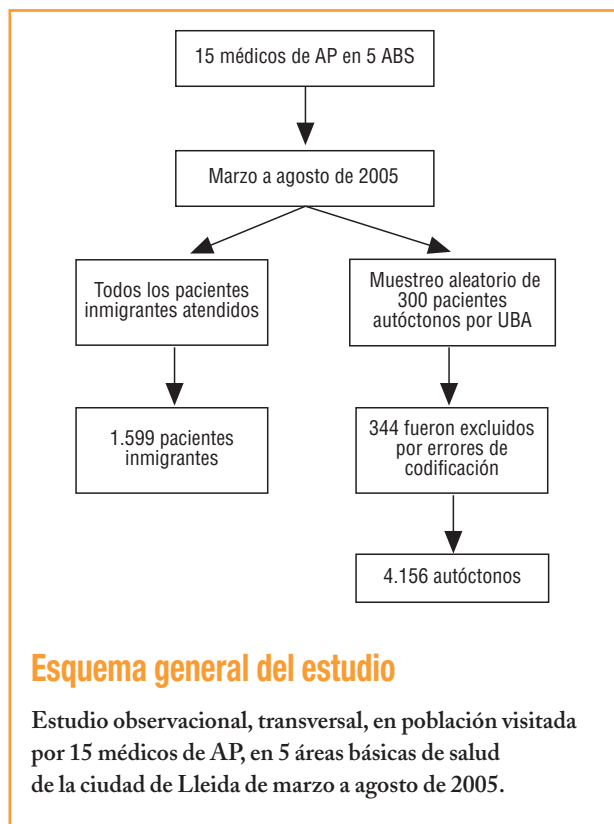 15 médicos de AP en 5 ABS
Marzo a agosto de 2005
Todos los pacientes
inmigrantes atendidos
Muestreo aleatorio de
300 pacientes
autóctonos por UBA
1.599 pacientes
inmigrantes
344 fueron excluidos
por errores de
codificación
4.156 autóctonos
Esquema general del estudio
Estudio observacional, transversal, en población visitada
por 15 médicos de AP, en 5 áreas básicas de salud
de la ciudad de Lleida de marzo a agosto de 2005.